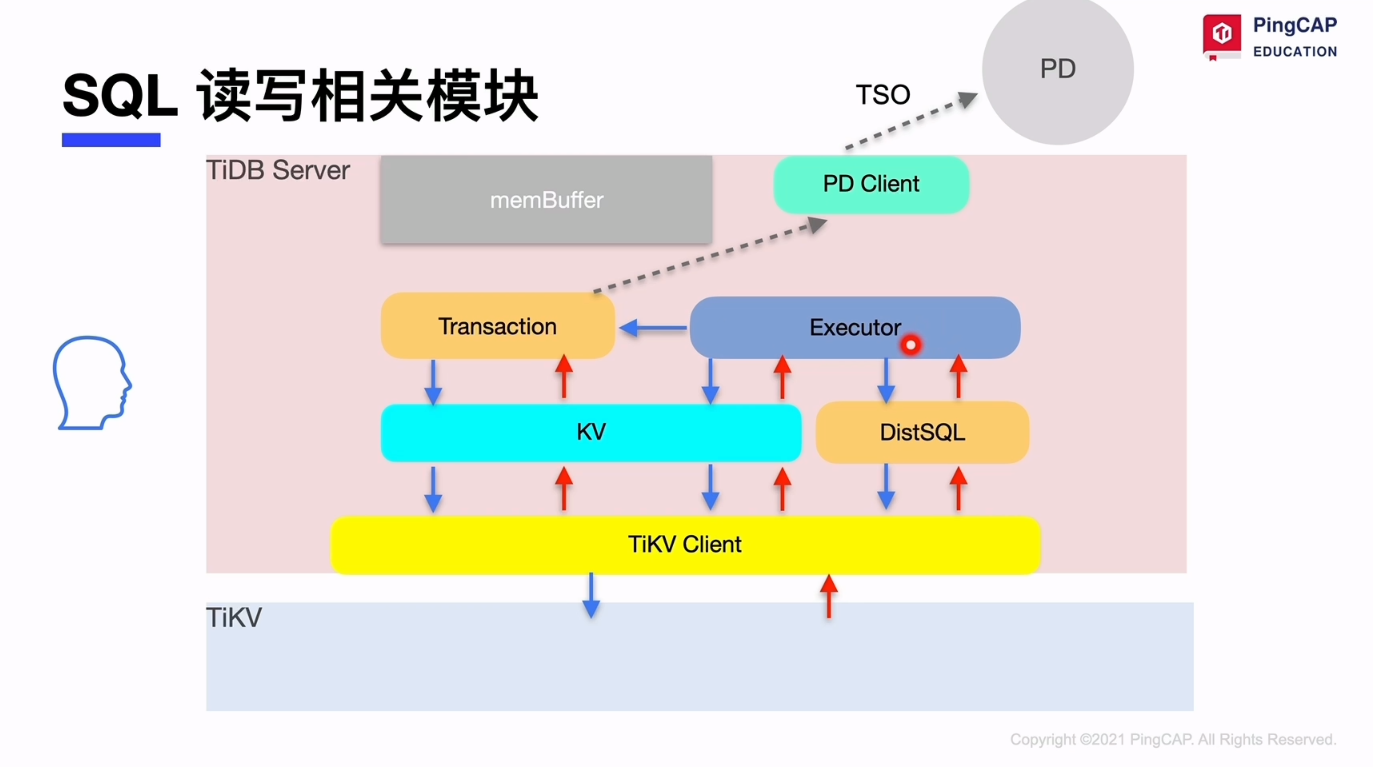 PingCAP
EDUCATION
PD
TSO
SQL 读写相关模块
TiDB Server
memBuffer
PD Client
Transaction
Executor
KV
DistSQL
TiKV Client
TiKV
Copyright ©2021 PingCAP. All Rights Reserved.